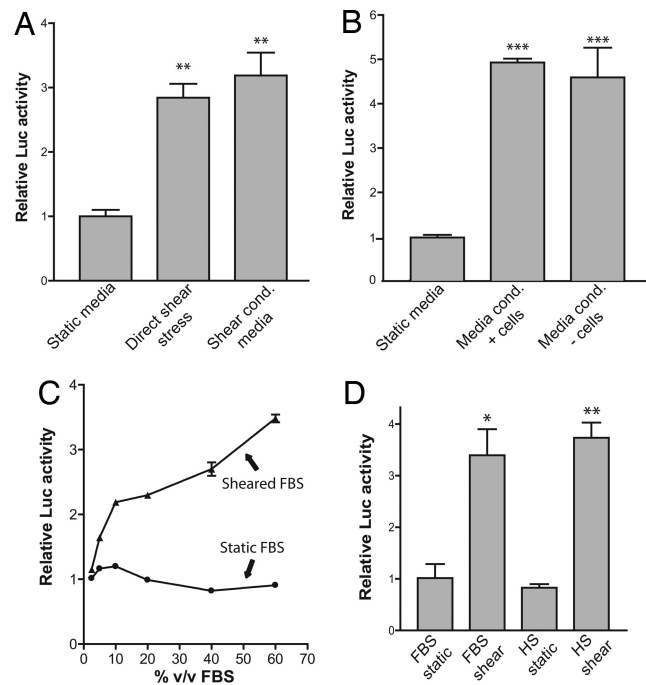 A
Relative Luc activity
4
3
2
1
0
**
**
Static media
Direct shear
stress
Shear cond.
media
B
Relative Luc activity
6
5
4
3
2
1
0
***
***
Static media
Media cond.
+ cells
Media cond.
- cells
C
Relative Luc activity
4
3
2
1
0
Sheared FBS
Static FBS
0
10
20
30
40
50
60
70
% v/v FBS
D
Relative Luc activity
4
3
2
1
0
*
**
FBS
static
FBS
shear
HS
static
HS
shear